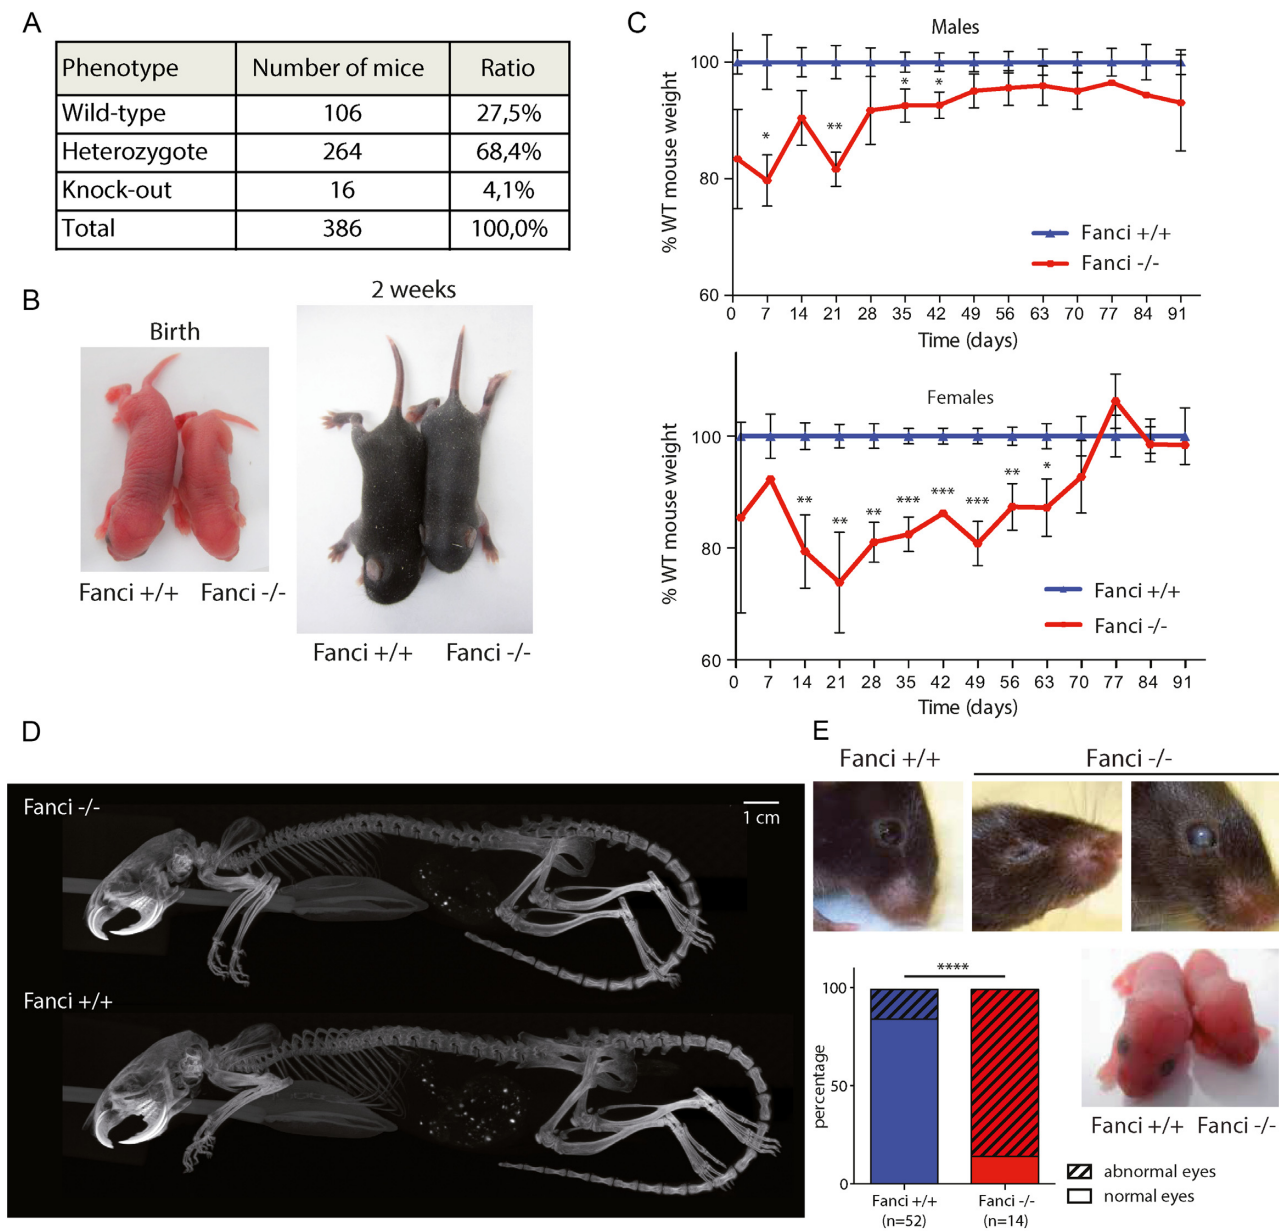 A
Phenotype Number of mice Ratio
Wild-type 106 27,5%
Heterozygote 264 68,4%
Knock-out 16 4,1%
Total 386 100,0%
B
Birth
Fanci +/+ Fanci -/-
2 weeks
Fanci +/+ Fanci -/-
C
Males
% WT mouse weight
100
80
60
* ** * *
Fanci +/+
Fanci -/-
0 7 14 21 28 35 42 49 56 63 70 77 84 91
Time (days)
Females
% WT mouse weight
100
80
60
** ** ** *** *** *** ** *
Fanci +/+
Fanci -/-
0 7 14 21 28 35 42 49 56 63 70 77 84 91
Time (days)
D
Fanci -/-
1 cm
Fanci +/+
E
Fanci +/+ Fanci -/-
****
percentage
100
50
0
Fanci +/+ Fanci -/-
(n=52) (n=14)
Fanci +/+ Fanci -/-
abnormal eyes
normal eyes